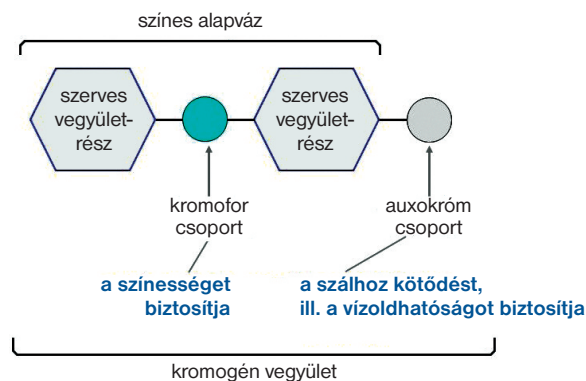 színes alapváz
szerves
vegyület-
rész
szerves
vegyület-
rész
kromofor
csoport
auxokróm
csoport
a színességet
biztosítja
a szálhoz kötődést,
ill. a vízoldhatóságot biztosítja
kromogén vegyület